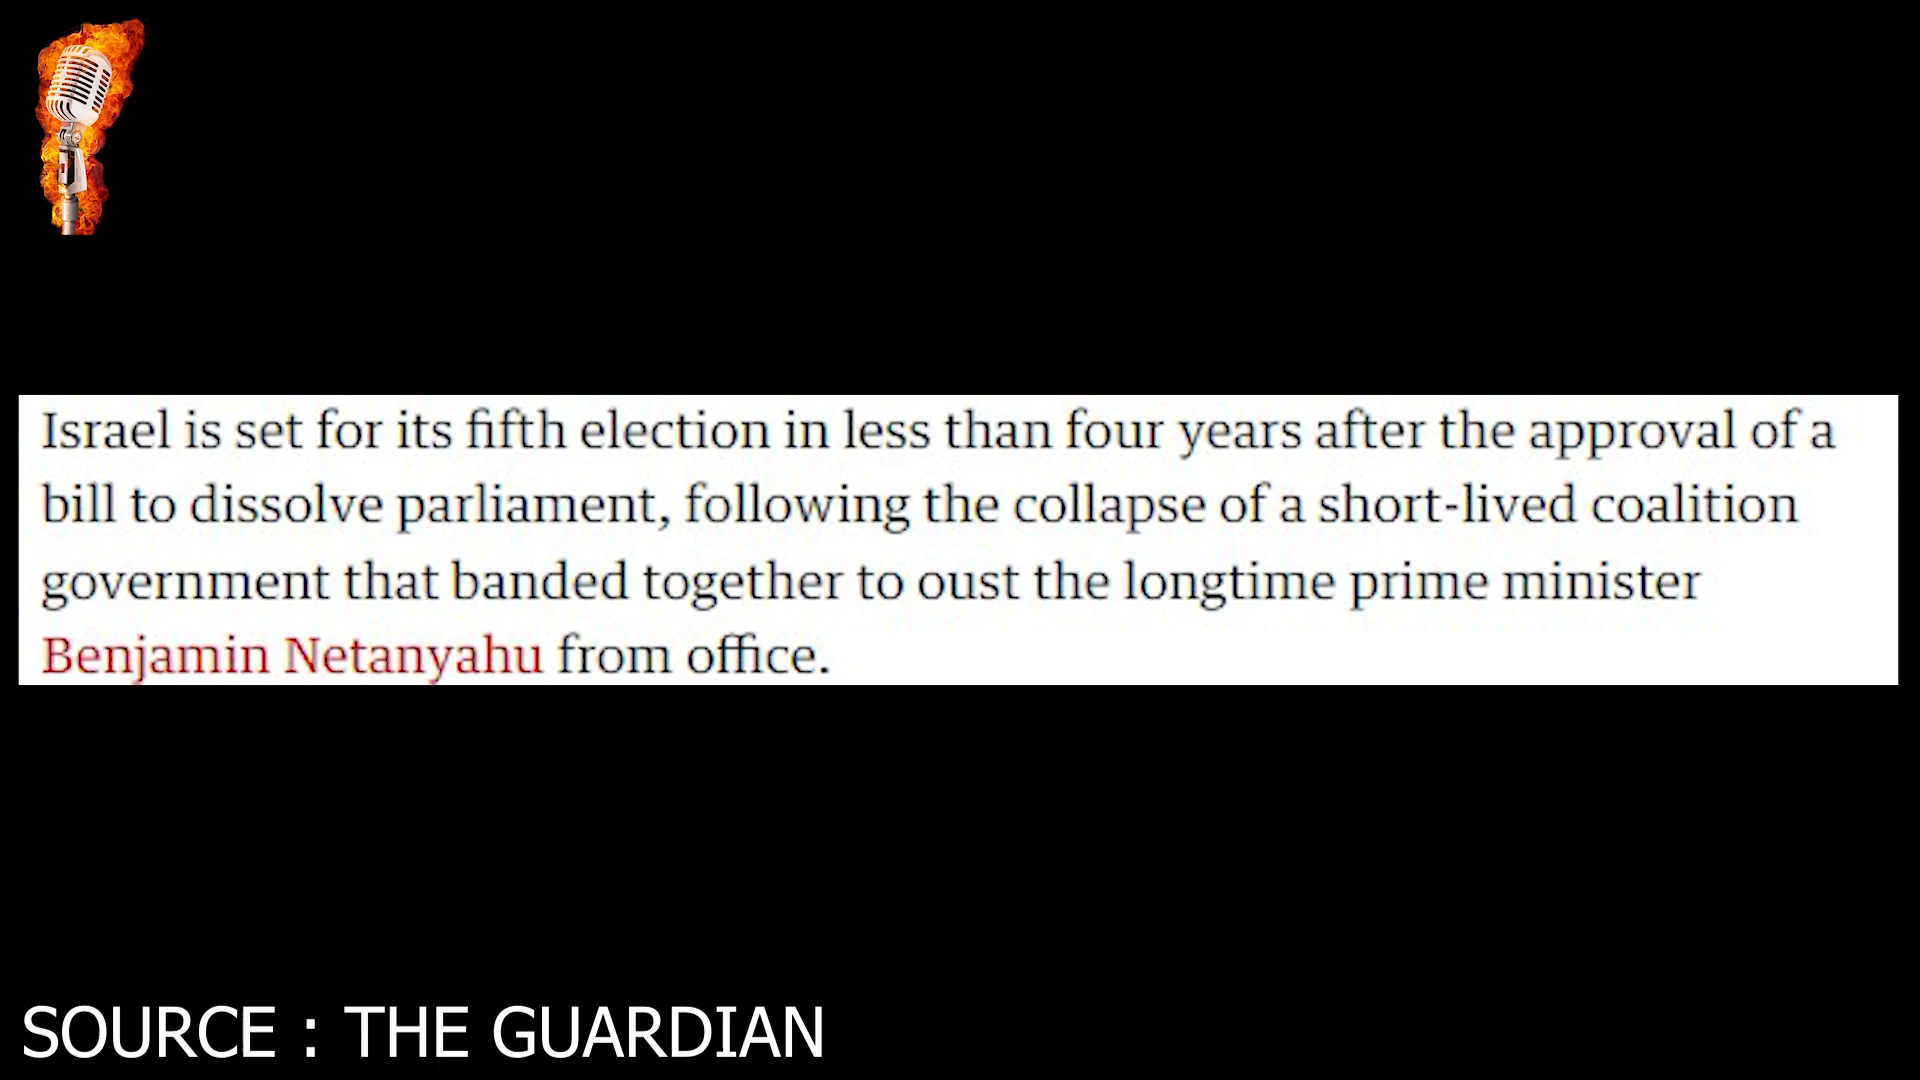 Israel is set for its fifth election in less than four years after the approval of a
bill to dissolve parliament, following the collapse of a short-lived coalition
government that banded together to oust the longtime prime minister
Benjamin Netanyahu from office.
SOURCE : THE GUARDIAN